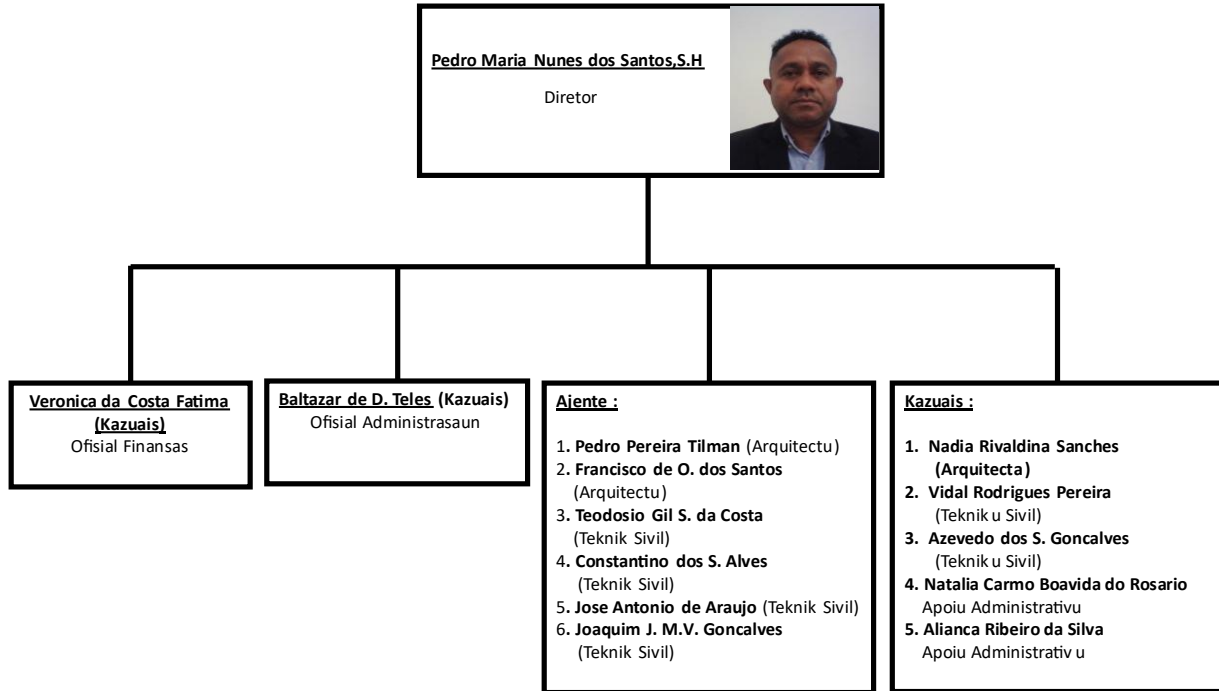 Pedro Maria Nunes dos Santos,S.H
Diretor
Veronica da Costa Fatima
(Kazuais)
Ofisial Finansas
Baltazar de D. Teles (Kazuais)
Ofisial Administrasaun
Ajente :
1. Pedro Pereira Tilman (Arquitectu)
2. Francisco de O. dos Santos
(Arquitectu)
3. Teodosio Gil S. da Costa
(Teknik Sivil)
4. Constantino dos S. Alves
(Teknik Sivil)
5. Jose Antonio de Araujo (Teknik Sivil)
6. Joaquim J. M.V. Goncalves
(Teknik Sivil)
Kazuais :
1. Nadia Rivaldina Sanches
(Arquitecta)
2. Vidal Rodrigues Pereira
(Tekniku Sivil)
3. Azevedo dos S. Goncalves
(Tekniku Sivil)
4. Natalia Carmo Boavida do Rosario
Apoiu Administrativu
5. Alianca Ribeiro da Silva
Apoiu Administrativu